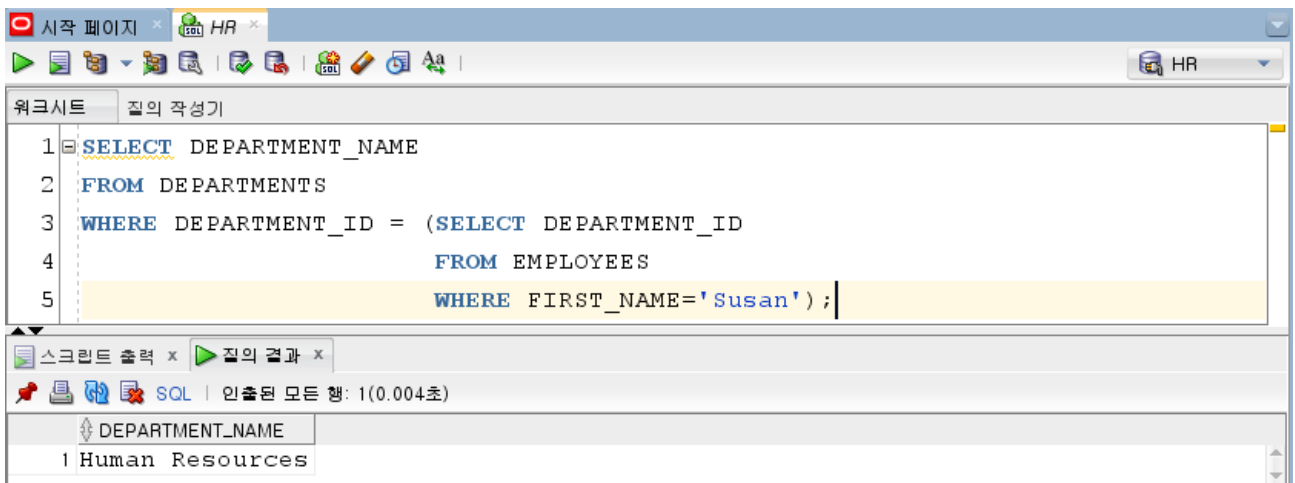 시작 페이지
HR
HR
워크시트 질의 작성기
1 SELECT DEPARTMENT_NAME
2 FROM DEPARTMENTS
3 WHERE DEPARTMENT_ID = (SELECT DEPARTMENT_ID
4 FROM EMPLOYEES
5 WHERE FIRST_NAME='Susan');
스크립트 출력 x 질의 결과 x
SQL | 인출된 모든 행: 1(0.004초)
DEPARTMENT_NAME
1 Human Resources